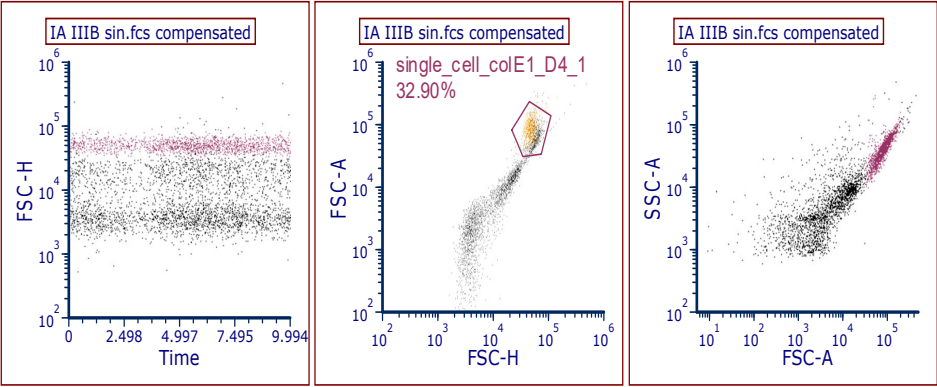 IA IIIB sin.fcs compensated
10^6
10^5
10^4
10^3
10^2
FSC-H
0 2.498 4.997 7.495 9.994
Time
IA IIIB sin.fcs compensated
single_cell_colE1_D4_1
32.90%
10^6
10^5
10^4
10^3
10^2
FSC-A
10^2 10^3 10^4 10^5 10^6
FSC-H
IA IIIB sin.fcs compensated
10^6
10^5
10^4
10^3
10^2
SSC-A
10^1 10^2 10^3 10^4 10^5
FSC-A